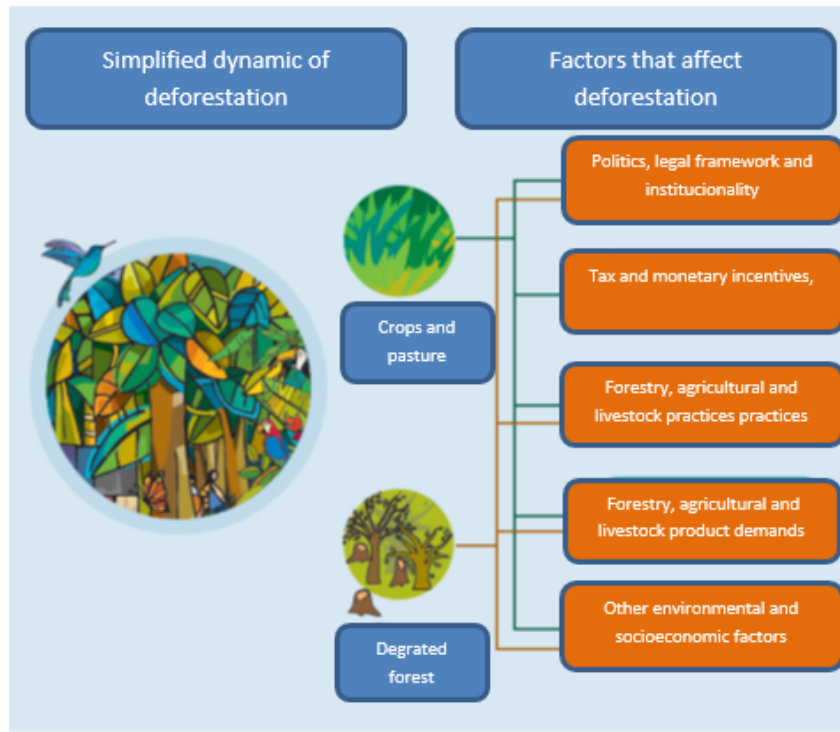 Simplified dynamic of
deforestation
Factors that affect
deforestation
Politics, legal framework and
institucionality
Tax and monetary incentives,
Crops and
pasture
Forestry, agricultural and
livestock practices practices
Forestry, agricultural and
livestock product demands
Other environmental and
socioeconomic factors
Degrated
forest